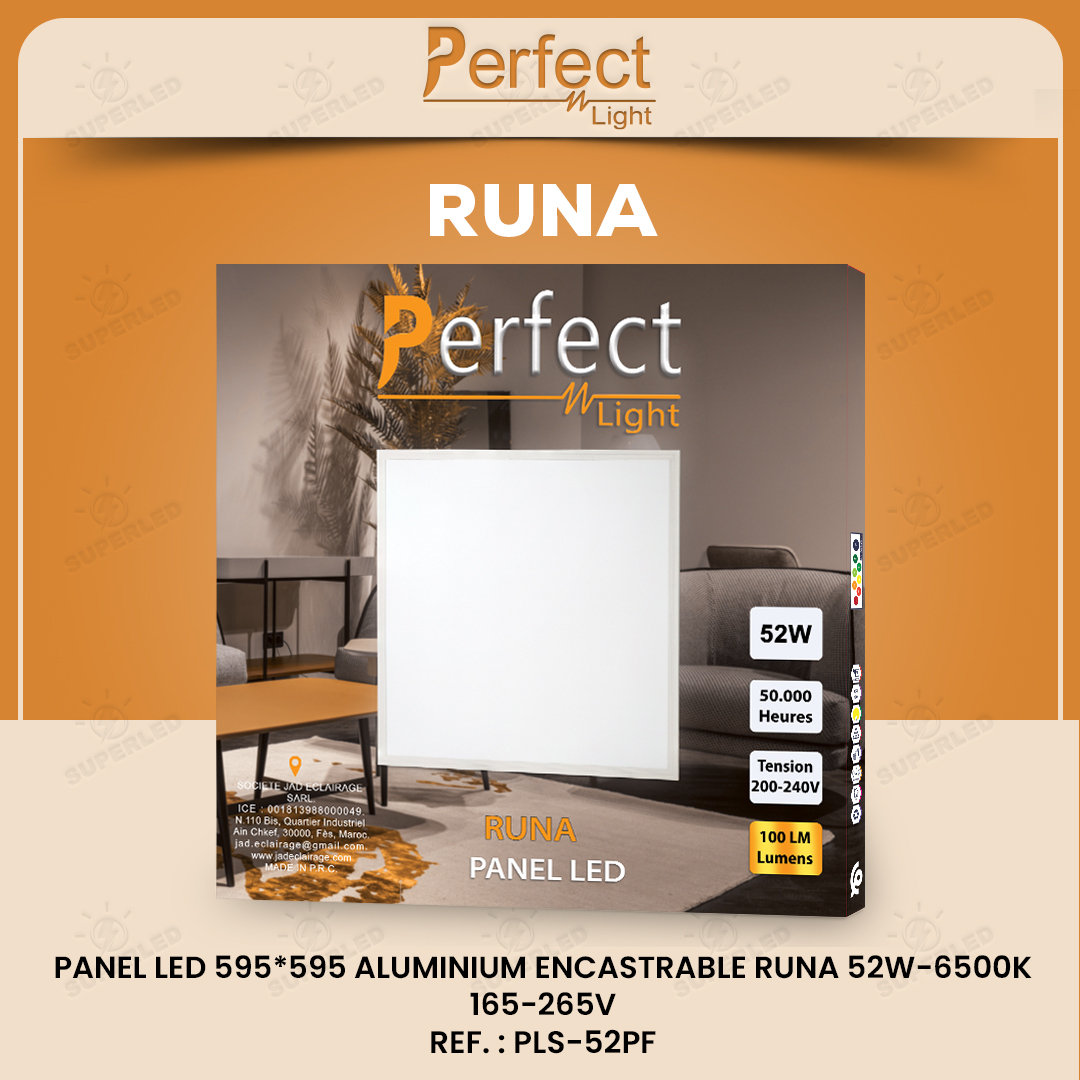 Perfect
Light
RUNA
Perfect
Light
52W
50.000
Heures
Tension
200-240V
100 LM
Lumens
SOCIETE JAD ECLAIRAGE
SARL.
ICE : 001813988000049.
N.110 Bis, Quartier Industriel
Ain Chkef, 30000, Fès, Maroc.
jad.eclairage@gmail.com.
www.jadeclairage.com.
MADE IN P.R.C.
RUNA
PANEL LED
PANEL LED 595*595 ALUMINIUM ENCASTRABLE RUNA 52W-6500K
165-265V
REF. : PLS-52PF
SUPERLED